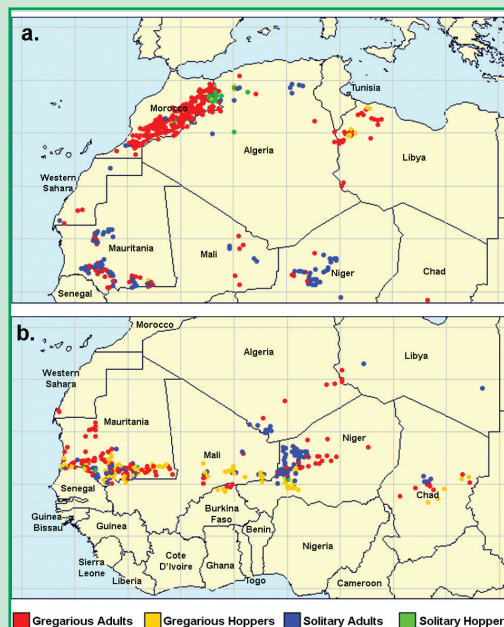 a.
Morocco
Tunisia
Algeria
Libya
Western
Sahara
Mauritania
Mali
Niger
Chad
Senegal
b.
Morocco
Algeria
Libya
Western
Sahara
Mauritania
Mali
Niger
Chad
Senegal
Guinea-
Bissau
Guinea
Burkina
Faso
Benin
Nigeria
Sierra
Leone
Cote
D'Ivoire
Ghana
Liberia
Togo
Cameroon
Gregarious Adults Gregarious Hoppers Solitary Adults Solitary Hoppers